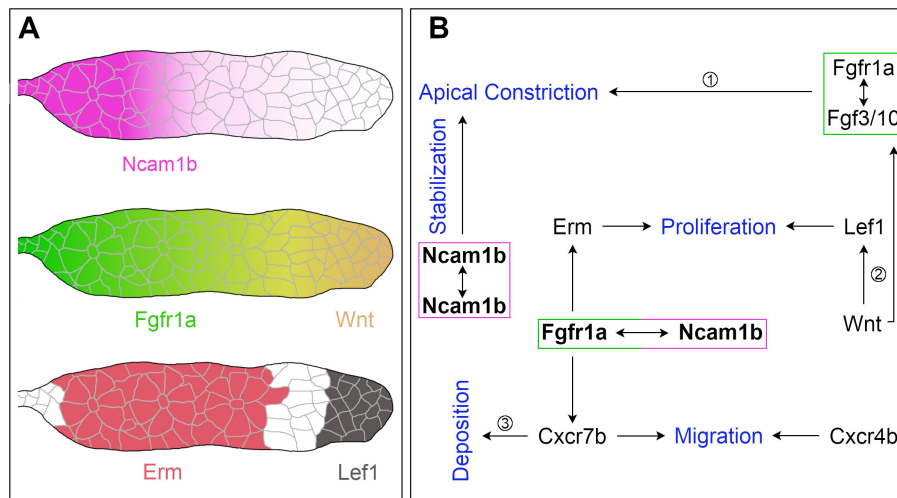 A
Ncam1b
Fgfr1a
Wnt
Erm
Lef1
B
Fgfr1a
Fgf3/10
①
Apical Constriction
Stabilization
Erm
Proliferation
Lef1
Ncam1b
Ncam1b
②
Fgfr1a
Ncam1b
Wnt
Deposition
③
Cxcr7b
Migration
Cxcr4b